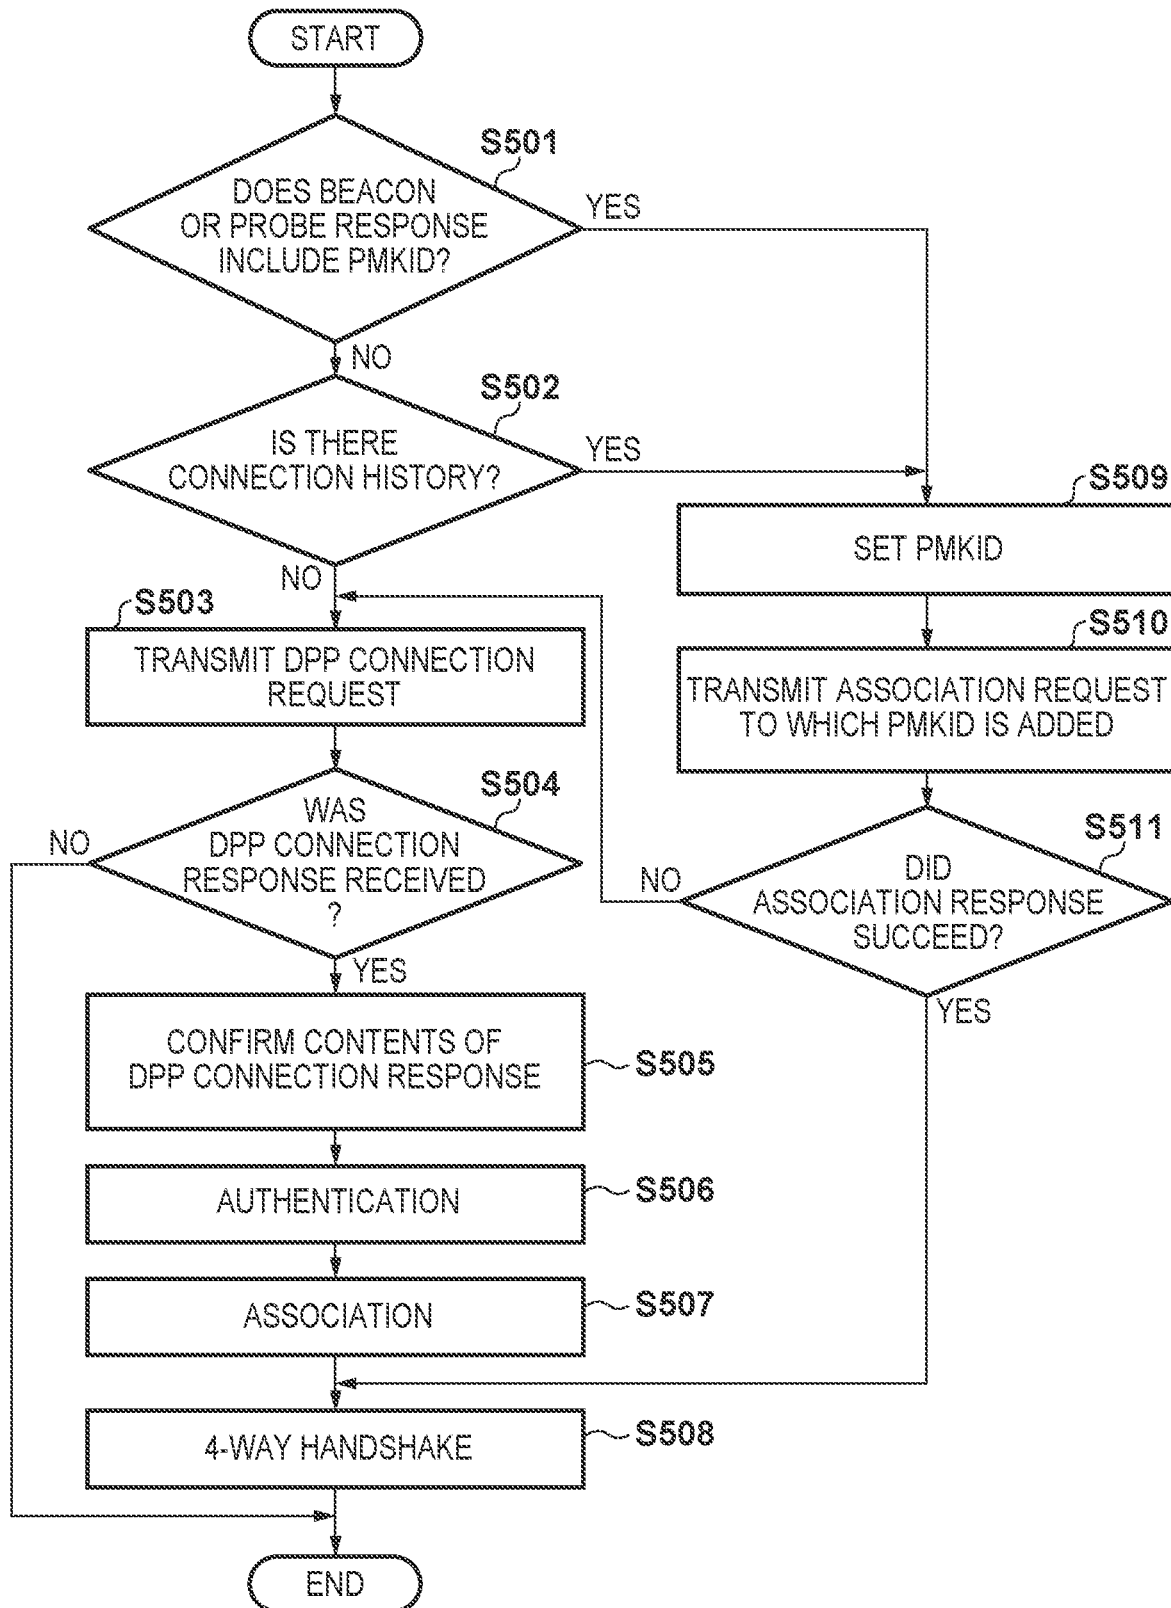 START
S501
DOES BEACON
OR PROBE RESPONSE
INCLUDE PMKID?
YES
NO
S502
IS THERE
CONNECTION HISTORY?
YES
NO
S509
SET PMKID
S503
TRANSMIT DPP CONNECTION
REQUEST
S510
TRANSMIT ASSOCIATION REQUEST
TO WHICH PMKID IS ADDED
S504
WAS
DPP CONNECTION
RESPONSE RECEIVED
?
NO
YES
S511
DID
ASSOCIATION RESPONSE
SUCCEED?
NO
YES
CONFIRM CONTENTS OF
DPP CONNECTION RESPONSE
S505
AUTHENTICATION
S506
ASSOCIATION
S507
4-WAY HANDSHAKE
S508
END